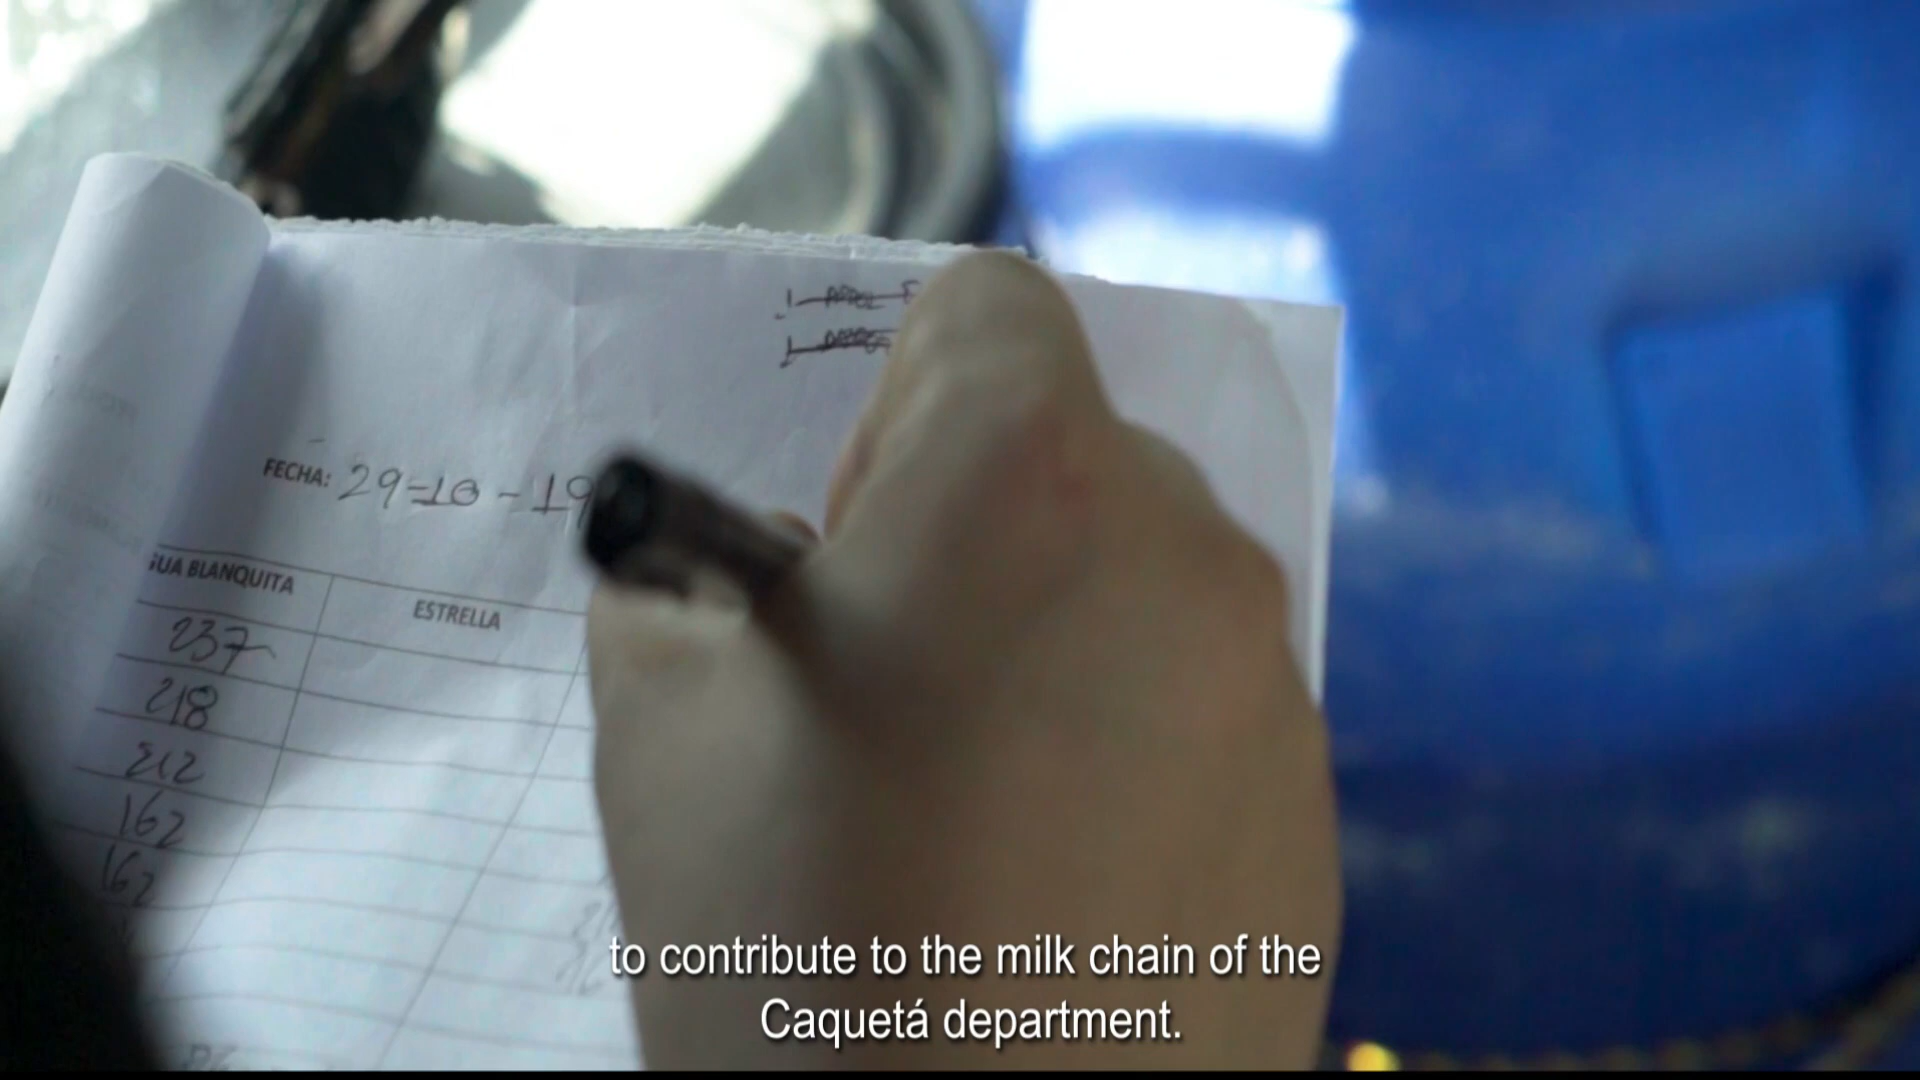 FECHA: 29-10-19
GUA BLANQUITA ESTRELLA
237
218
212
162
162
to contribute to the milk chain of the
Caquetá department.